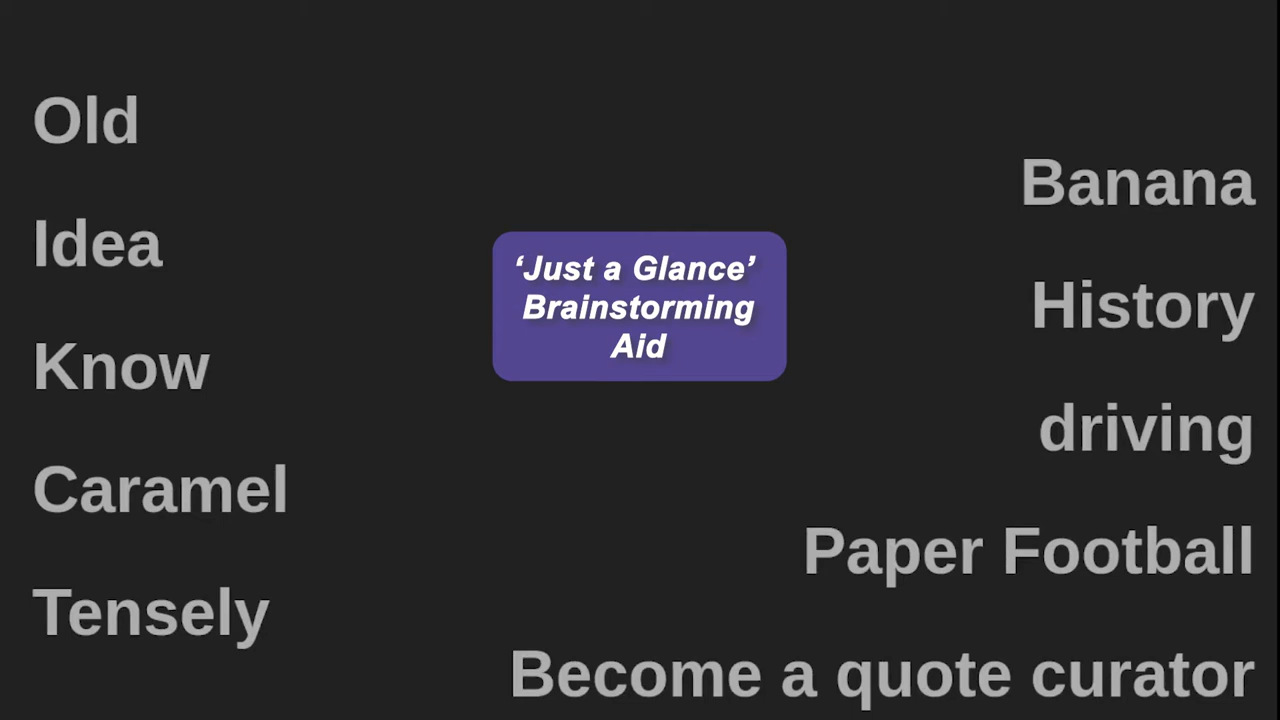 Old
Banana
Idea
‘Just a Glance’
Brainstorming
Aid
History
Know
driving
Caramel
Paper Football
Tensely
Become a quote curator